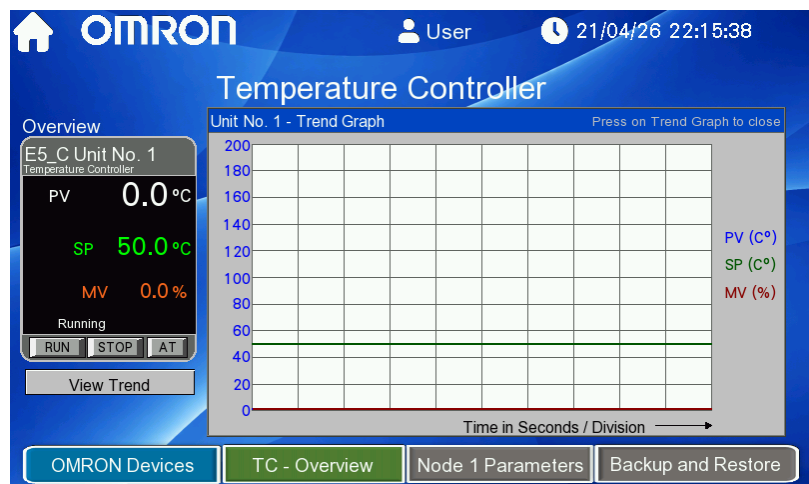 OMRON
User
21/04/26 22:15:38
Temperature Controller
Overview
E5_C Unit No. 1
Temperature Controller
PV 0.0 °C
SP 50.0 °C
MV 0.0 %
Running
RUN STOP AT
View Trend
Unit No. 1 - Trend Graph
Press on Trend Graph to close
200
180
160
140
120
100
80
60
40
20
0
PV (C°)
SP (C°)
MV (%)
Time in Seconds / Division
OMRON Devices
TC - Overview
Node 1 Parameters
Backup and Restore